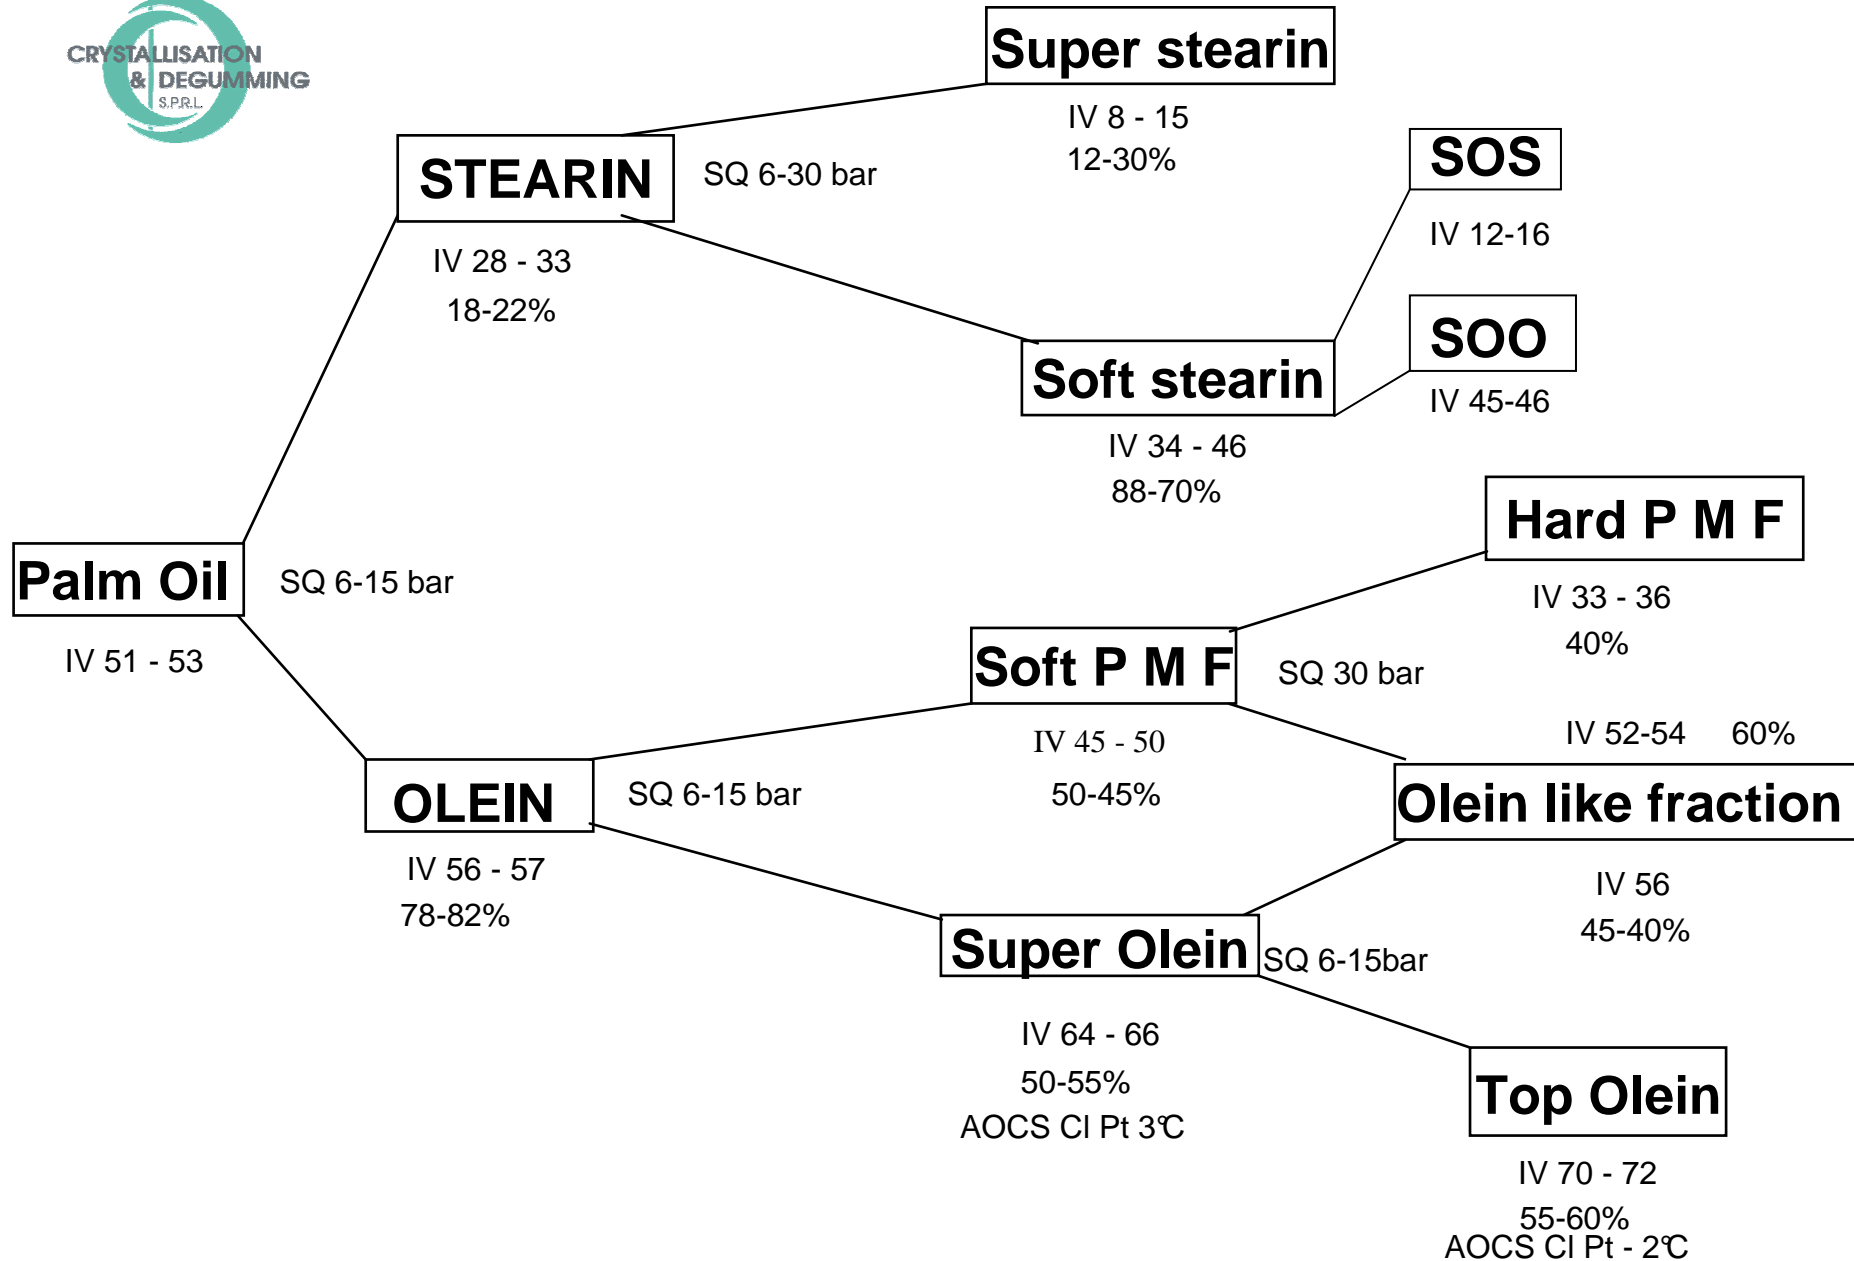 CRYSTALLISATION
& DEGUMMING
S.P.R.L.
Super stearin
IV 8 - 15
12-30%
STEARIN
SQ 6-30 bar
IV 28 - 33
18-22%
SOS
IV 12-16
SOO
IV 45-46
Soft stearin
IV 34 - 46
88-70%
Palm Oil
SQ 6-15 bar
IV 51 - 53
Hard P M F
IV 33 - 36
40%
Soft P M F
SQ 30 bar
IV 45 - 50
50-45%
IV 52-54 60%
Olein like fraction
IV 56
45-40%
OLEIN
SQ 6-15 bar
IV 56 - 57
78-82%
Super Olein
SQ 6-15bar
IV 64 - 66
50-55%
AOCS Cl Pt 3°C
Top Olein
IV 70 - 72
55-60%
AOCS Cl Pt - 2°C